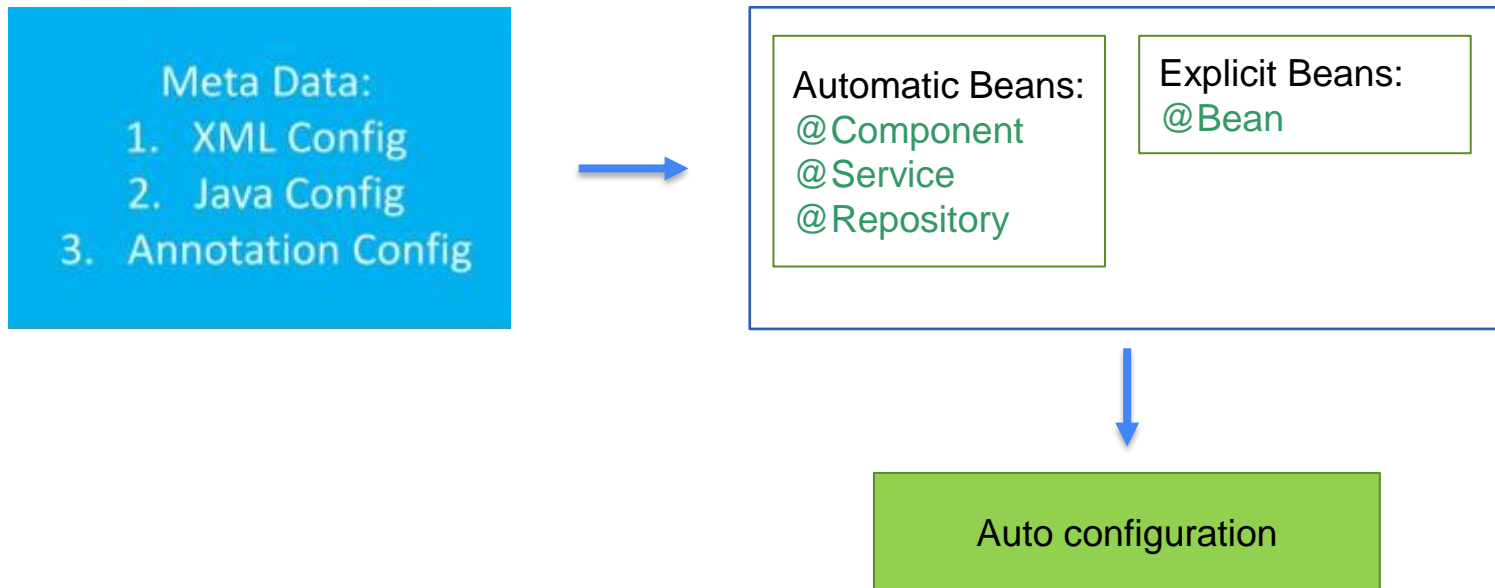 Meta Data:
1. XML Config
2. Java Config
3. Annotation Config
Automatic Beans:
@Component
@Service
@Repository
Explicit Beans:
@Bean
Auto configuration